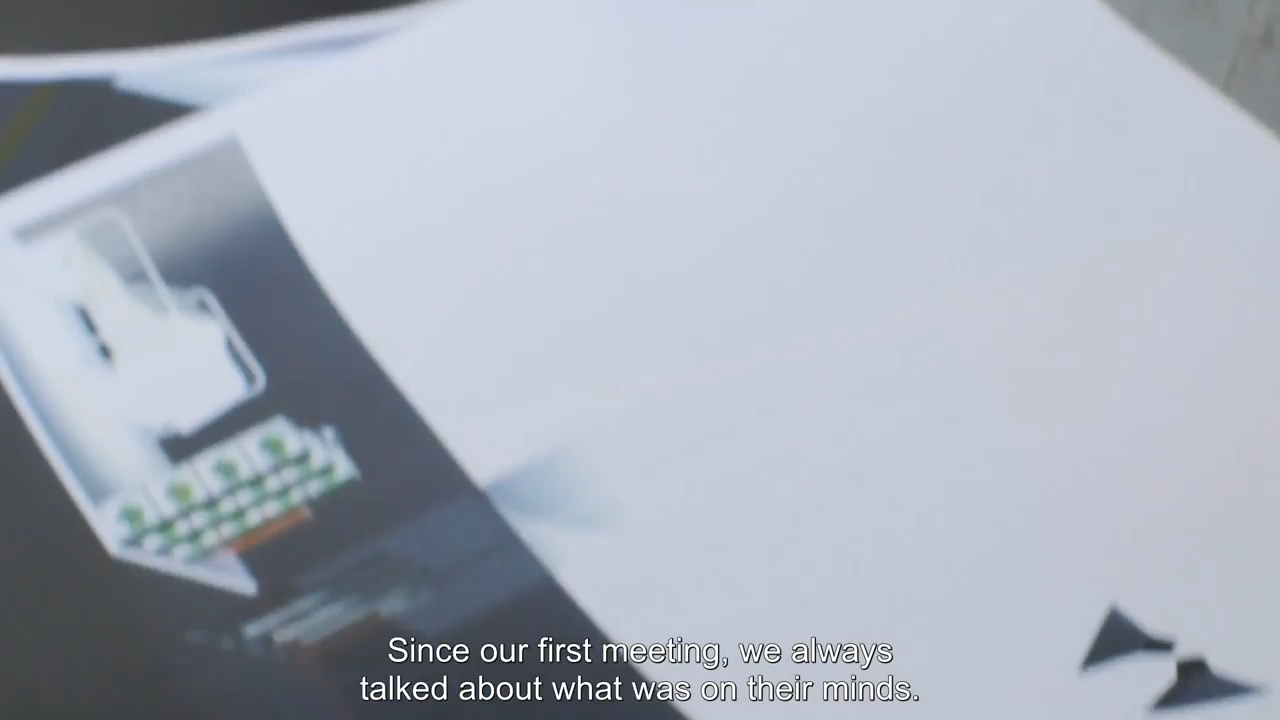 Since our first meeting, we always
talked about what was on their minds.